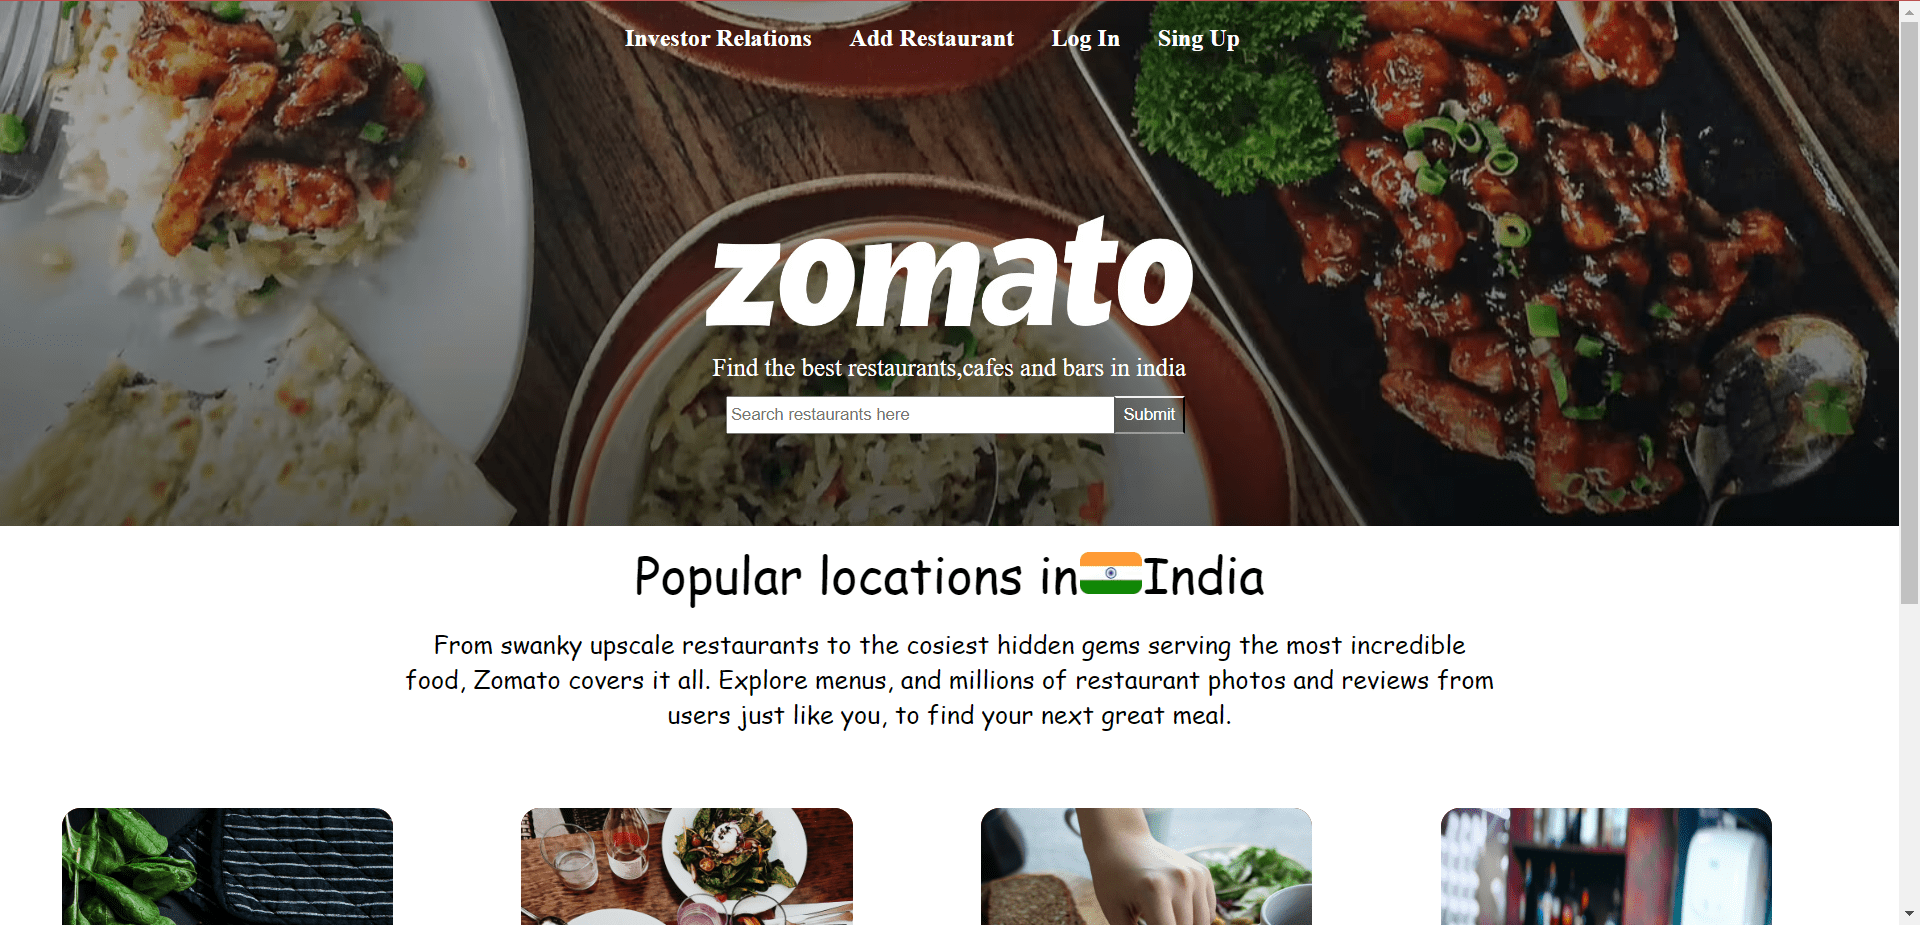 Investor Relations Add Restaurant Log In Sing Up
zomato
Find the best restaurants,cafes and bars in india
Search restaurants here Submit
Popular locations in India
From swanky upscale restaurants to the cosiest hidden gems serving the most incredible
food, Zomato covers it all. Explore menus, and millions of restaurant photos and reviews from
users just like you, to find your next great meal.